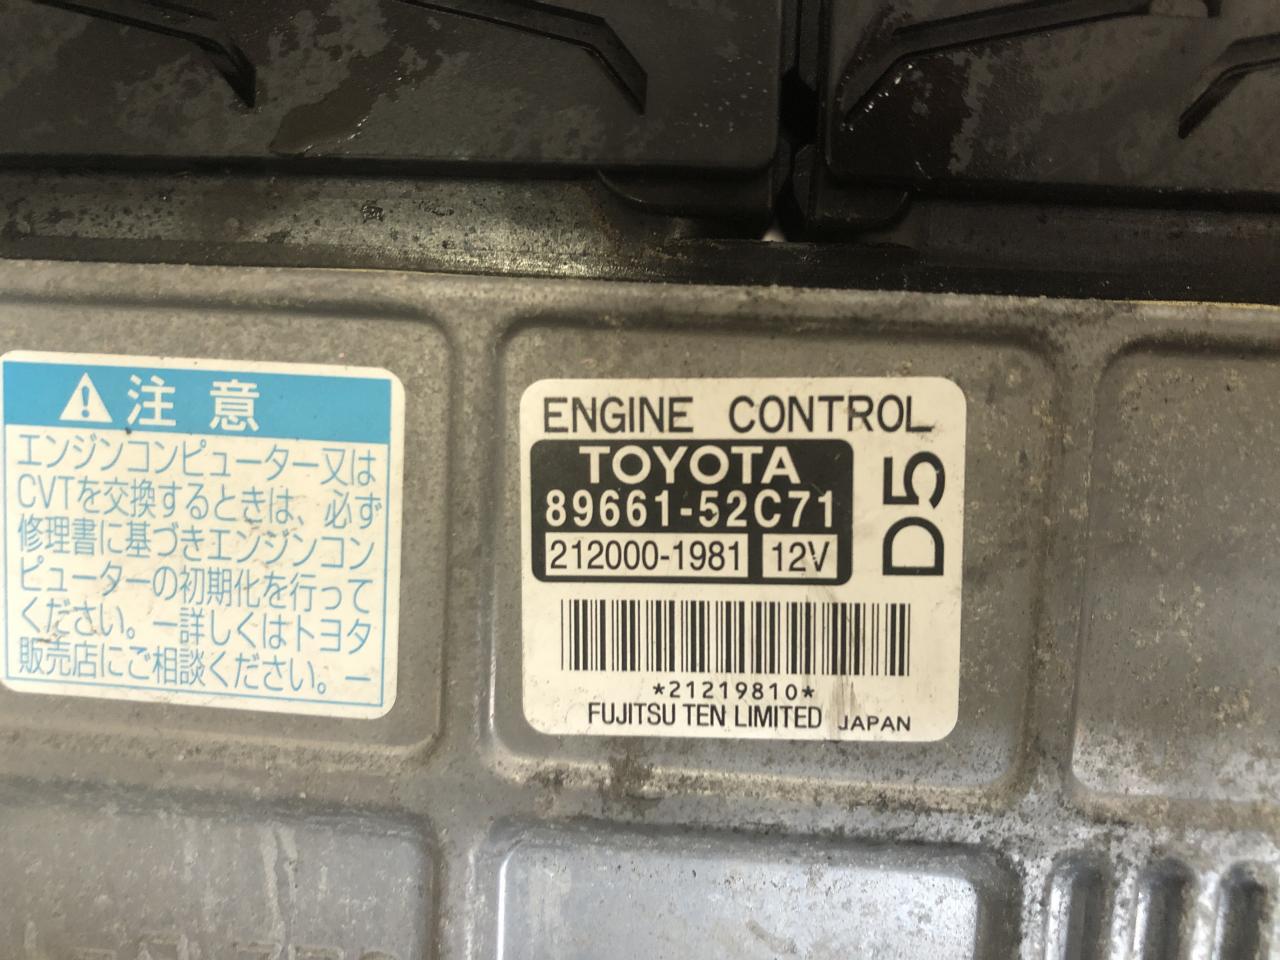 注意
エンジンコンピューター又は
CVTを交換するときは、必ず
修理書に基づきエンジンコン
ピューターの初期化を行って
ください。ー詳しくはトヨタ
販売店にご相談ください。ー
ENGINE CONTROL
TOYOTA
89661-52C71
212000-1981 12V
D5
*21219810*
FUJITSU TEN LIMITED JAPAN